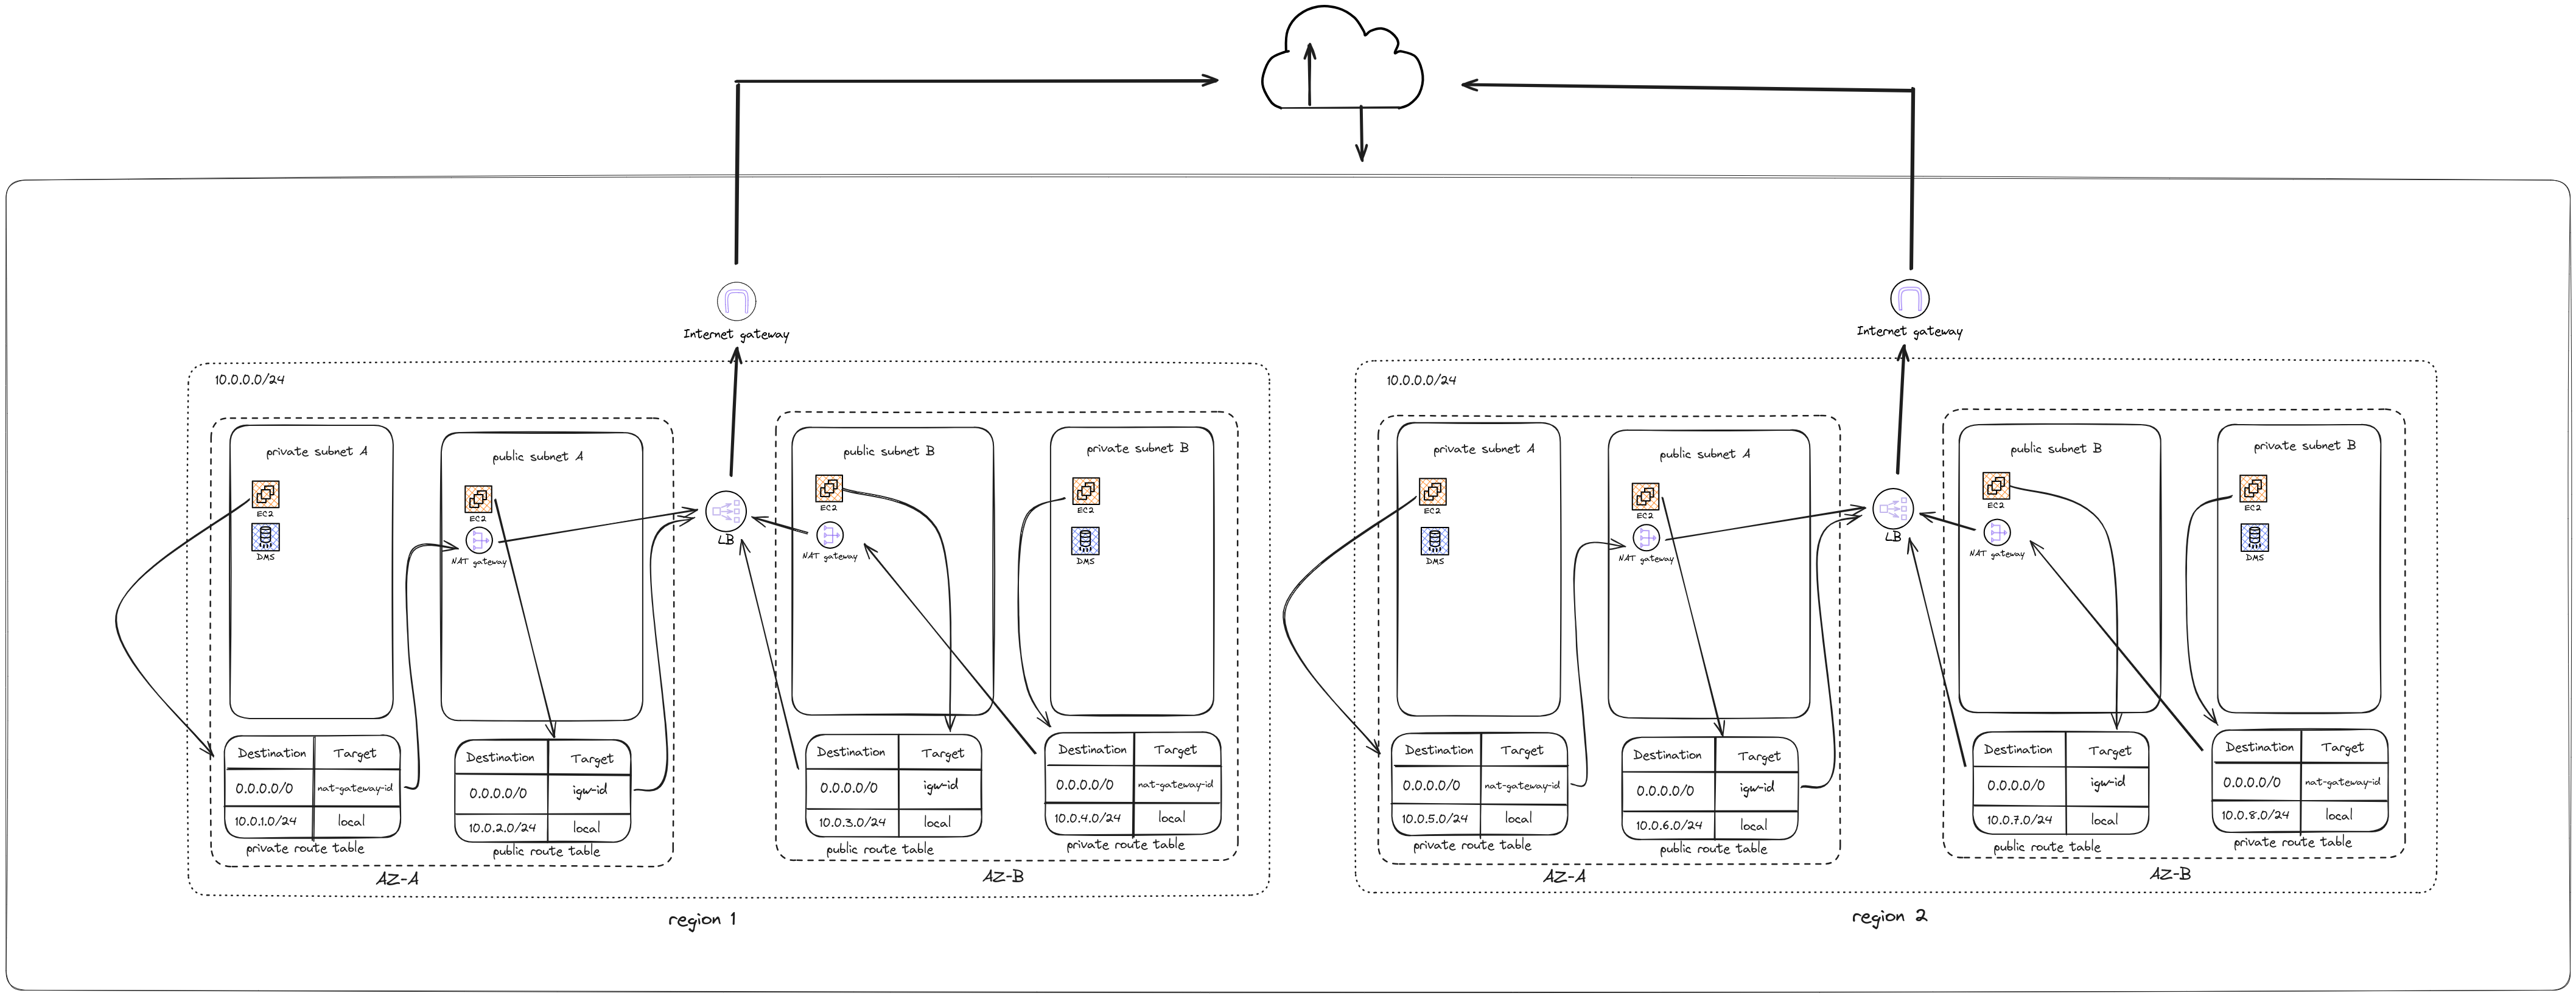 Internet gateway
10.0.0.0/24
private subnet A
EC2
DMS
public subnet A
EC2
NAT gateway
LB
public subnet B
EC2
NAT gateway
private subnet B
EC2
DMS
Destination Target
0.0.0.0/0 nat-gateway-id
10.0.1.0/24 local
private route table
Destination Target
0.0.0.0/0 igw-id
10.0.2.0/24 local
public route table
AZ-A
Destination Target
0.0.0.0/0 igw-id
10.0.3.0/24 local
public route table
Destination Target
0.0.0.0/0 nat-gateway-id
10.0.4.0/24 local
private route table
AZ-B
region 1
Internet gateway
10.0.0.0/24
private subnet A
EC2
DMS
public subnet A
EC2
NAT gateway
LB
public subnet B
EC2
NAT gateway
private subnet B
EC2
DMS
Destination Target
0.0.0.0/0 nat-gateway-id
10.0.5.0/24 local
private route table
Destination Target
0.0.0.0/0 igw-id
10.0.6.0/24 local
public route table
AZ-A
Destination Target
0.0.0.0/0 igw-id
10.0.7.0/24 local
public route table
Destination Target
0.0.0.0/0 nat-gateway-id
10.0.8.0/24 local
private route table
AZ-B
region 2